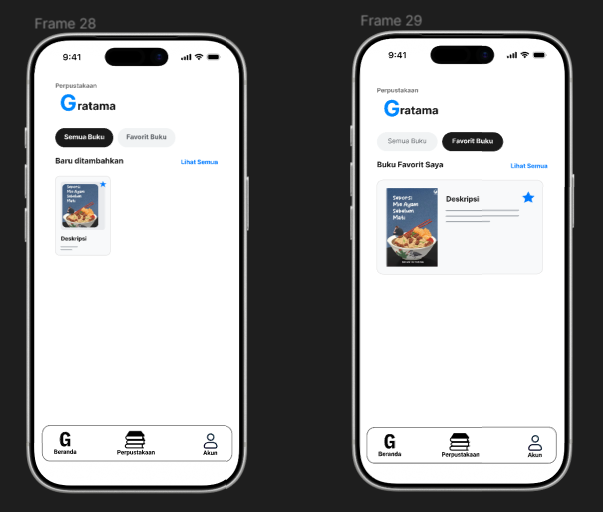 Frame 28
9:41
Perpustakaan
Gratama
Semua Buku
Favorit Buku
Baru ditambahkan
Lihat Semua
Seporsi
Mie Ayam
Sebelum
Mati
Deskripsi
G
Beranda
Perpustakaan
Akun
Frame 29
9:41
Perpustakaan
Gratama
Semua Buku
Favorit Buku
Buku Favorit Saya
Lihat Semua
Seporsi
Mie Ayam
Sebelum
Mati
Deskripsi
G
Beranda
Perpustakaan
Akun